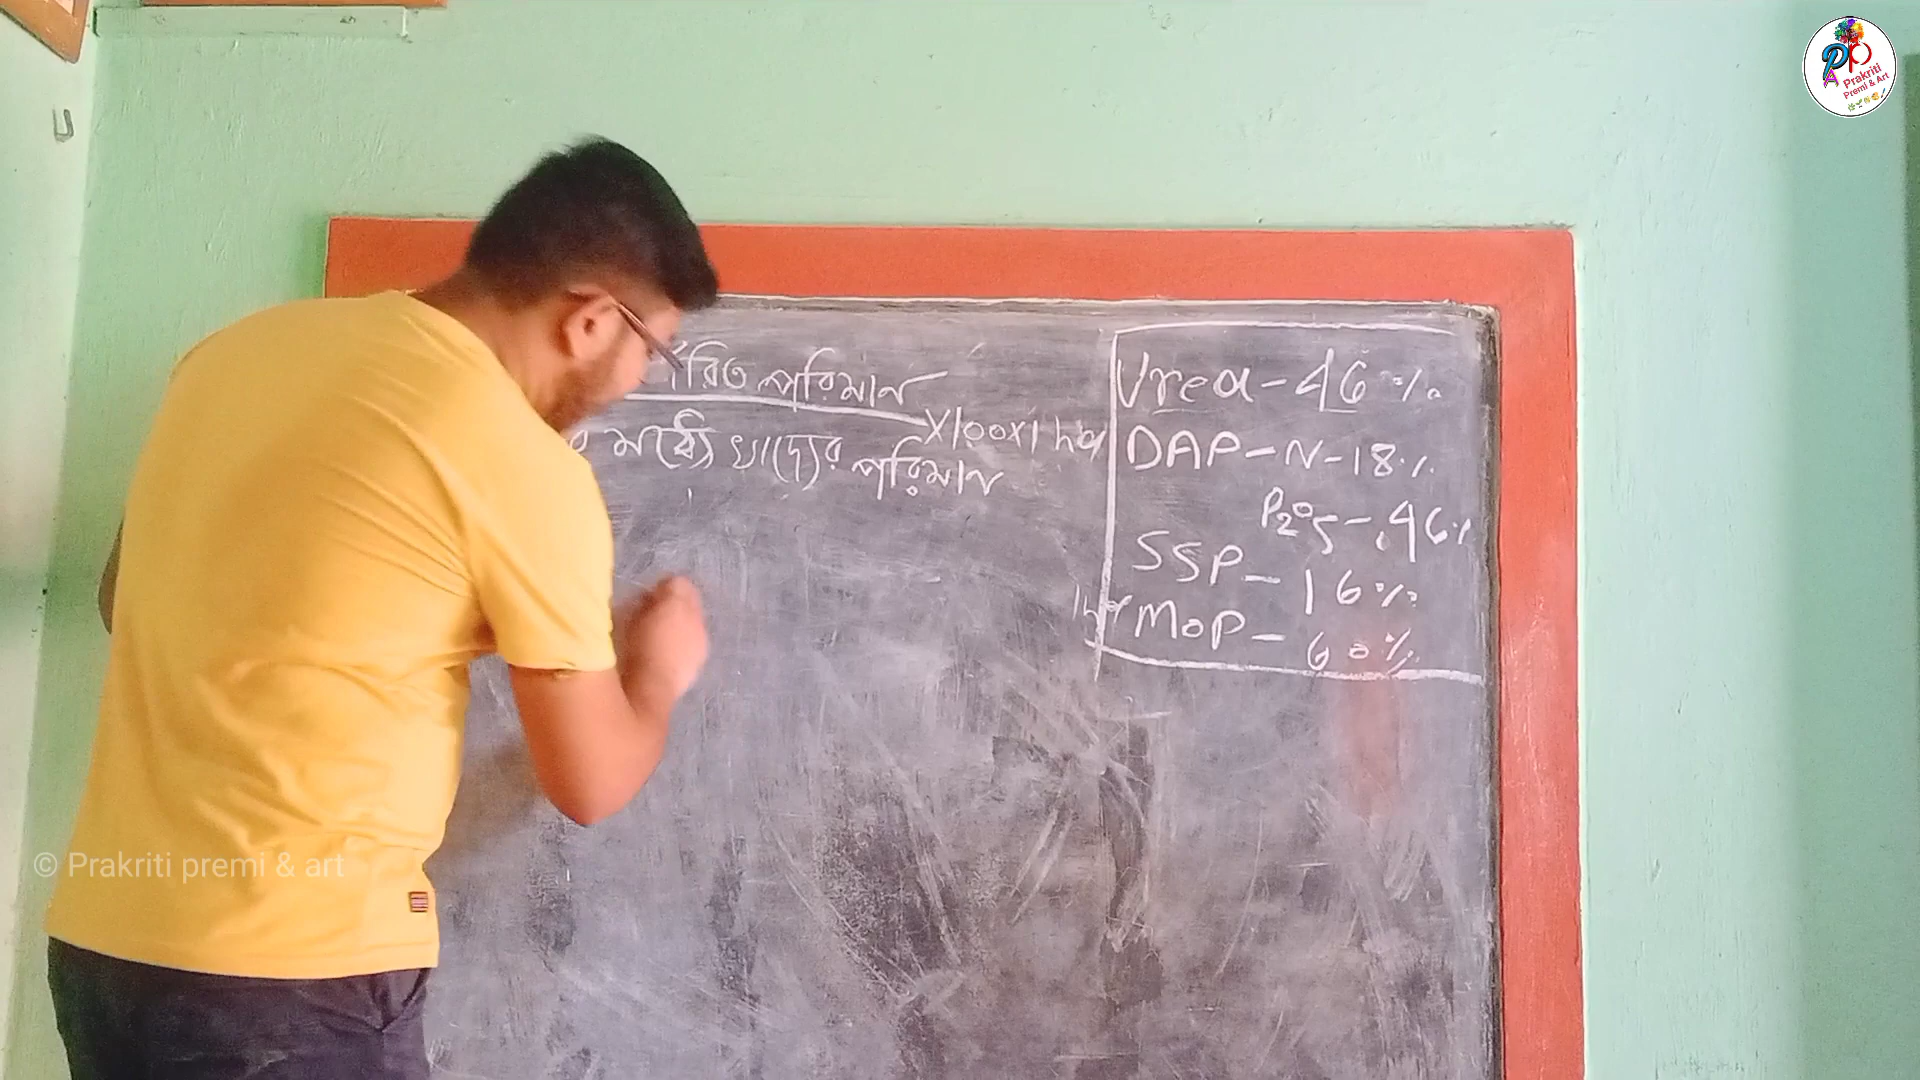 পরিমান
X100x1 ha
মধ্যে খাদ্যের পরিমান
Urea - 46 %
DAP - N - 18%
P2O5 - 46%
SSP - 16%
MOP - 60%
Prakriti
Premi & Art
© Prakriti premi & art